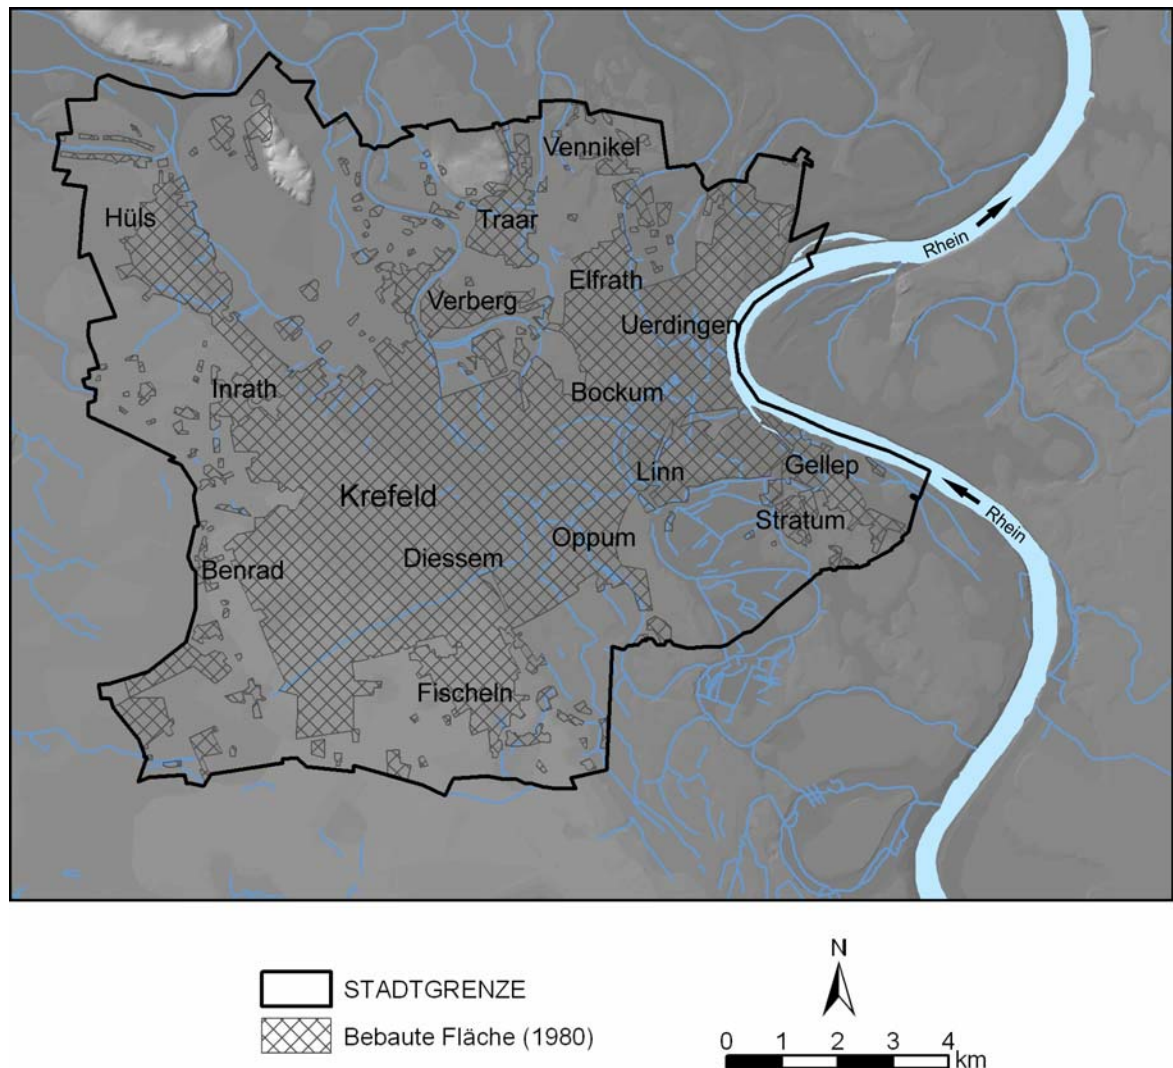 Vennikel
Hüls
Traar
Rhein
Elfrath
Verberg
Uerdingen
Inrath
Bockum
Linn
Gellep
Krefeld
Stratum
Rhein
Oppum
Diessem
Benrad
Fischeln
N
STADTGRENZE
Bebaute Fläche (1980)
0 1 2 3 4
km